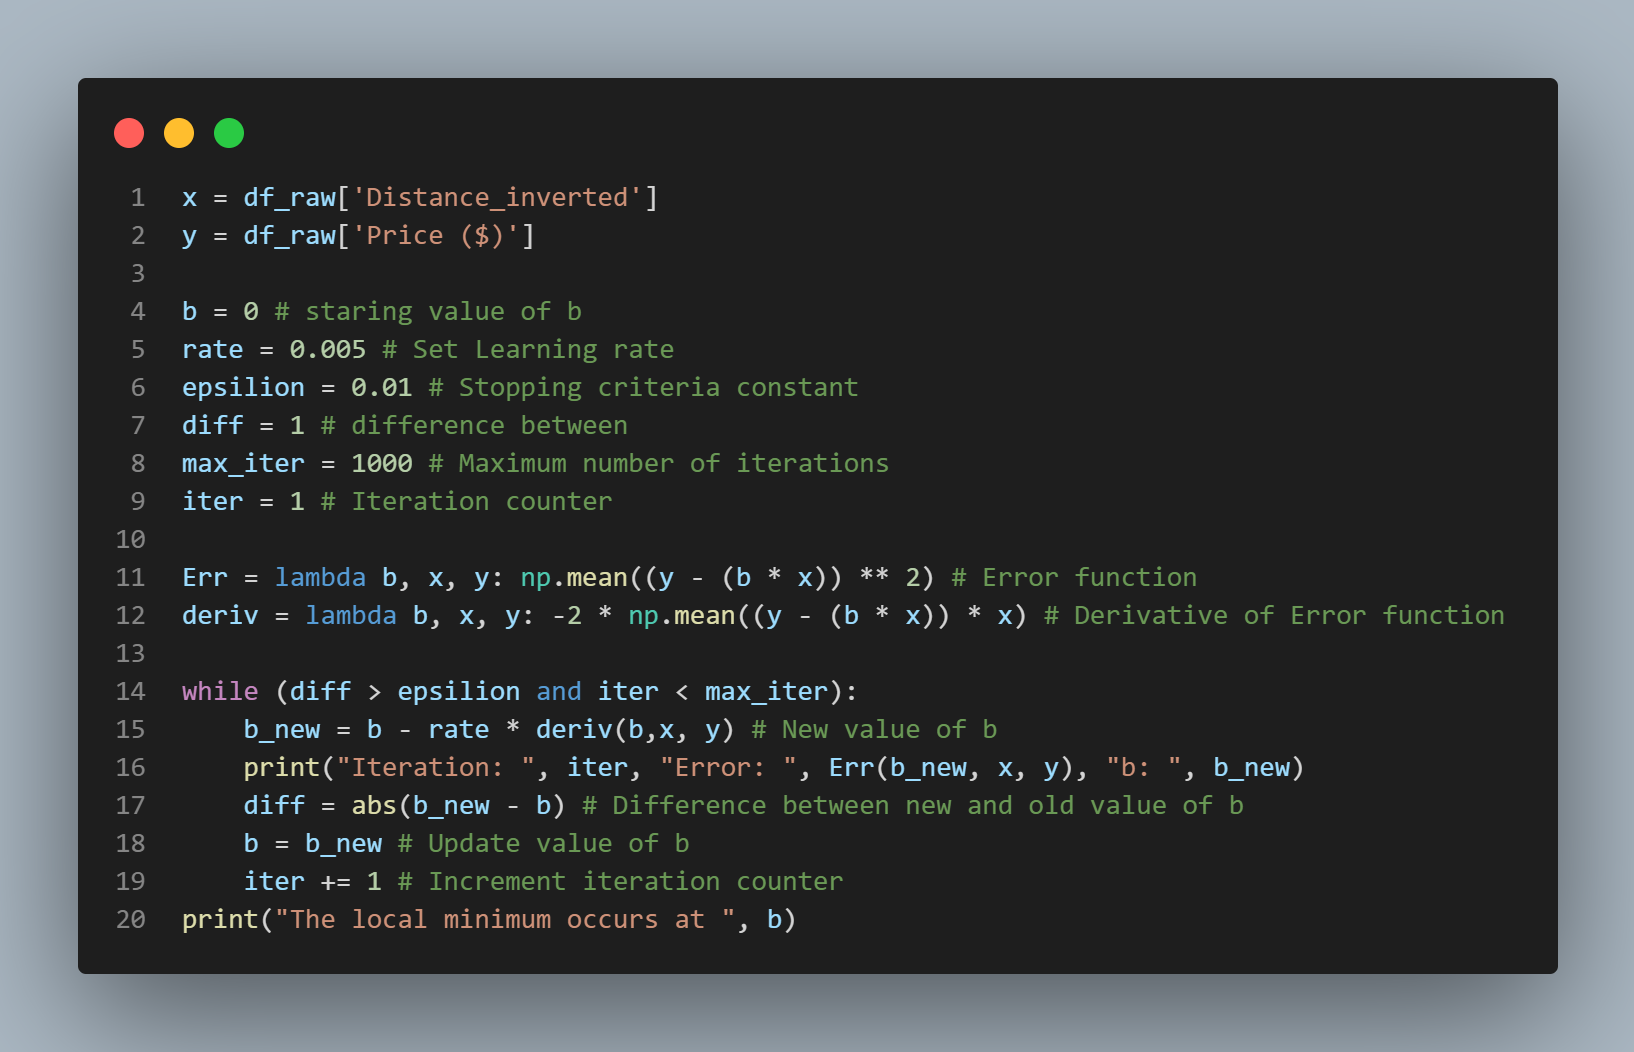 1 x = df_raw['Distance_inverted']
2 y = df_raw['Price ($)']
3
4 b = 0 # staring value of b
5 rate = 0.005 # Set Learning rate
6 epsilion = 0.01 # Stopping criteria constant
7 diff = 1 # difference between
8 max_iter = 1000 # Maximum number of iterations
9 iter = 1 # Iteration counter
10
11 Err = lambda b, x, y: np.mean((y - (b * x)) ** 2) # Error function
12 deriv = lambda b, x, y: -2 * np.mean((y - (b * x)) * x) # Derivative of Error function
13
14 while (diff > epsilion and iter < max_iter):
15     b_new = b - rate * deriv(b,x, y) # New value of b
16     print("Iteration: ", iter, "Error: ", Err(b_new, x, y), "b: ", b_new)
17     diff = abs(b_new - b) # Difference between new and old value of b
18     b = b_new # Update value of b
19     iter += 1 # Increment iteration counter
20 print("The local minimum occurs at ", b)